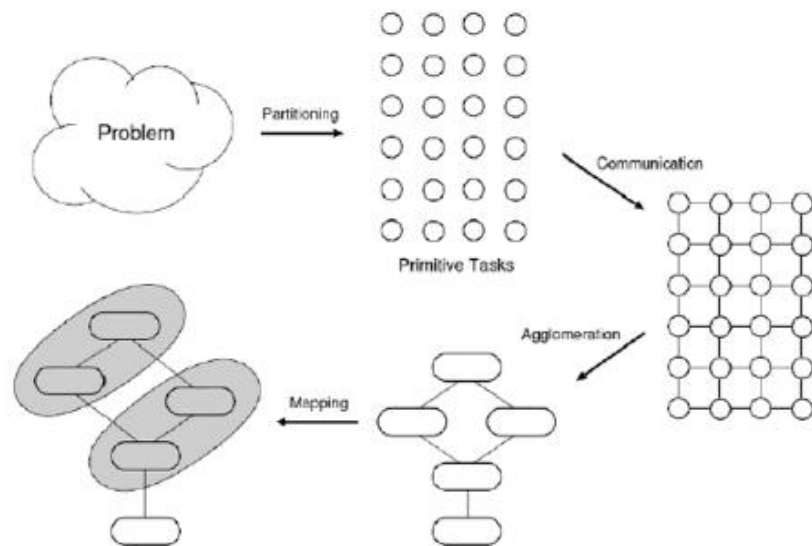 Problem
Partitioning
Communication
Primitive Tasks
Agglomeration
Mapping